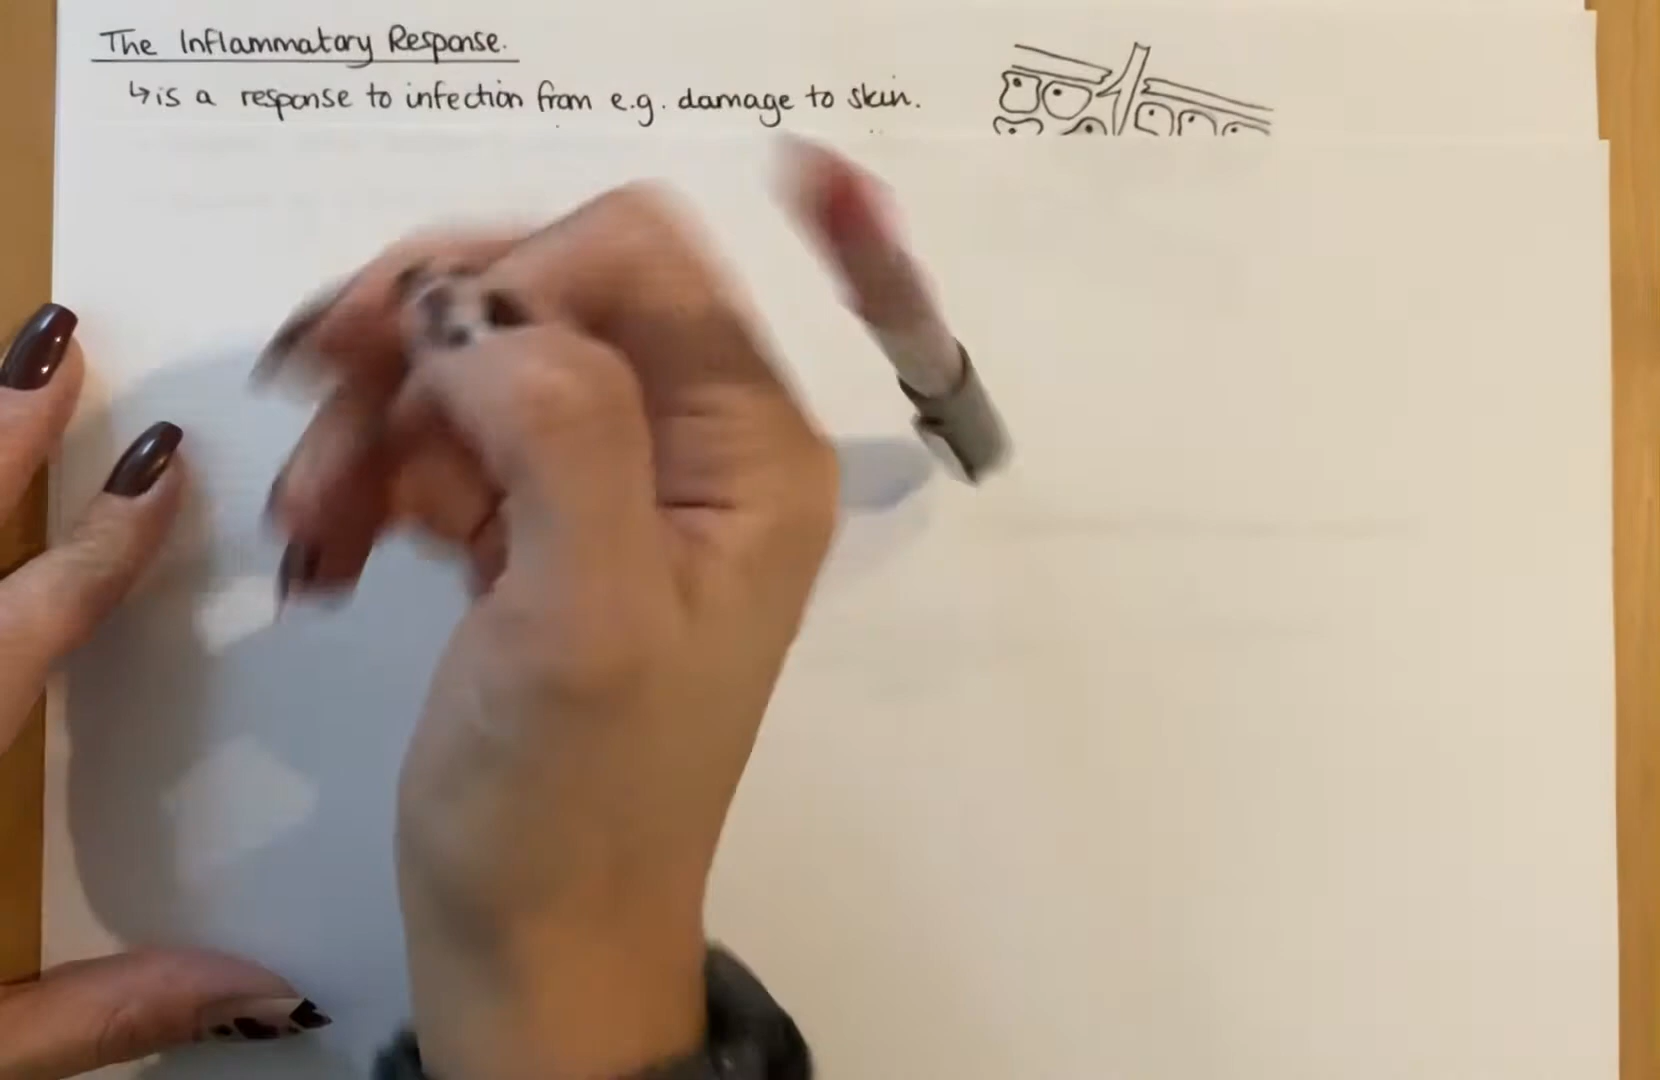 The Inflammatory Response.
↳ is a response to infection from e.g. damage to skin.